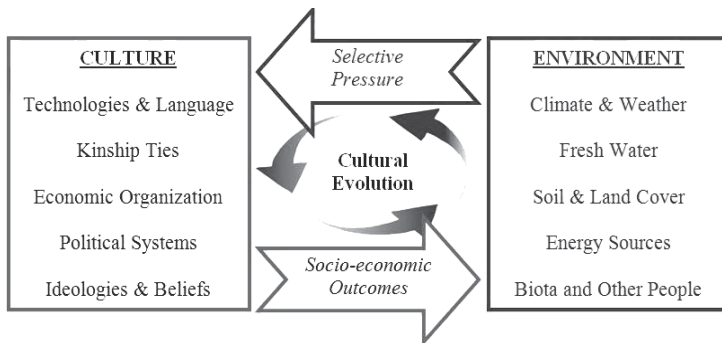 CULTURE
Technologies & Language
Kinship Ties
Economic Organization
Political Systems
Ideologies & Beliefs
Selective
Pressure
Cultural
Evolution
Socio-economic
Outcomes
ENVIRONMENT
Climate & Weather
Fresh Water
Soil & Land Cover
Energy Sources
Biota and Other People